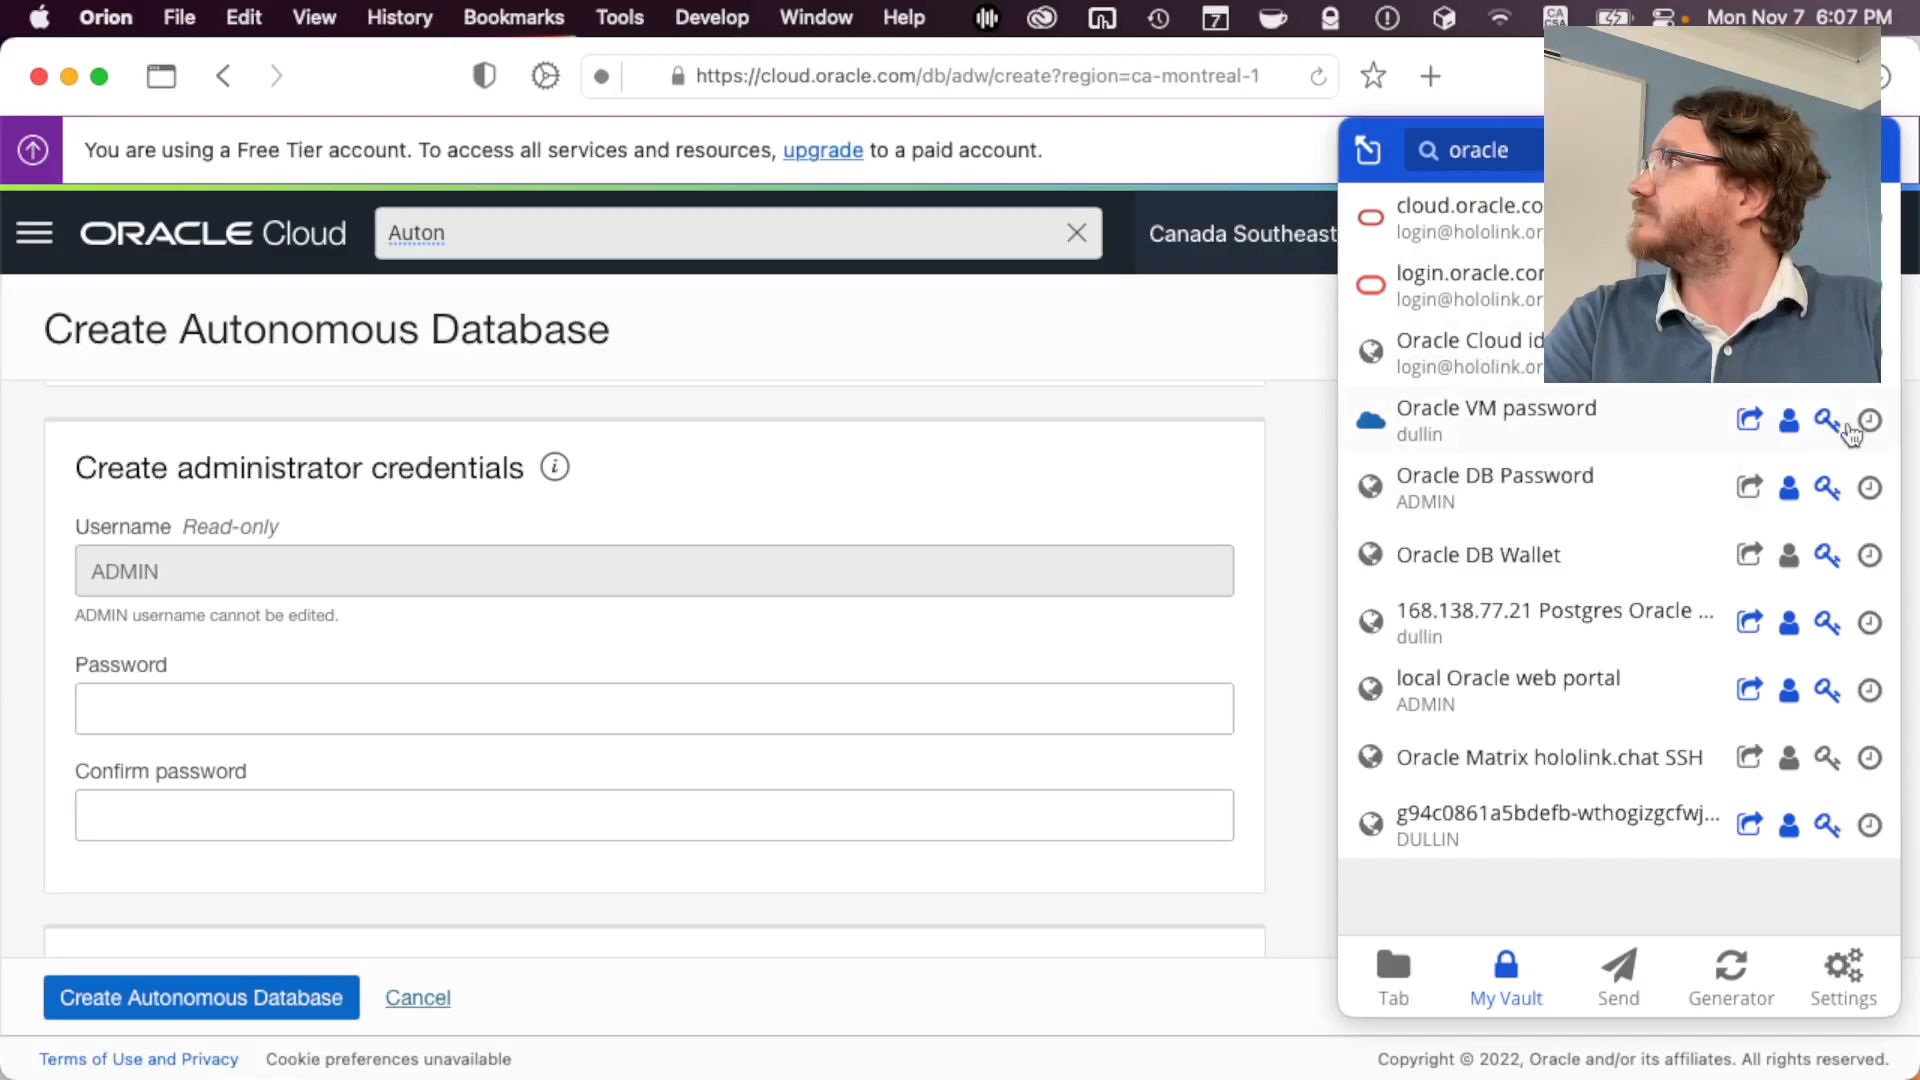 Orion File Edit View History Bookmarks Tools Develop Window Help 7 CA CSA Mon Nov 7 6:07 PM
https://cloud.oracle.com/db/adw/create?region=ca-montreal-1
You are using a Free Tier account. To access all services and resources, upgrade to a paid account.
ORACLE Cloud
Auton
Canada Southeast
Create Autonomous Database
Create administrator credentials
Username Read-only
ADMIN
ADMIN username cannot be edited.
Password
Confirm password
Create Autonomous Database
Cancel
oracle
cloud.oracle.co
login@hololink.or
login.oracle.co
login@hololink.or
Oracle Cloud id
login@hololink.or
Oracle VM password
dullin
Oracle DB Password
ADMIN
Oracle DB Wallet
168.138.77.21 Postgres Oracle ...
dullin
local Oracle web portal
ADMIN
Oracle Matrix hololink.chat SSH
g94c0861a5bdefb-wthogizgcfwj...
DULLIN
Tab
My Vault
Send
Generator
Settings
Terms of Use and Privacy
Cookie preferences unavailable
Copyright © 2022, Oracle and/or its affiliates. All rights reserved.